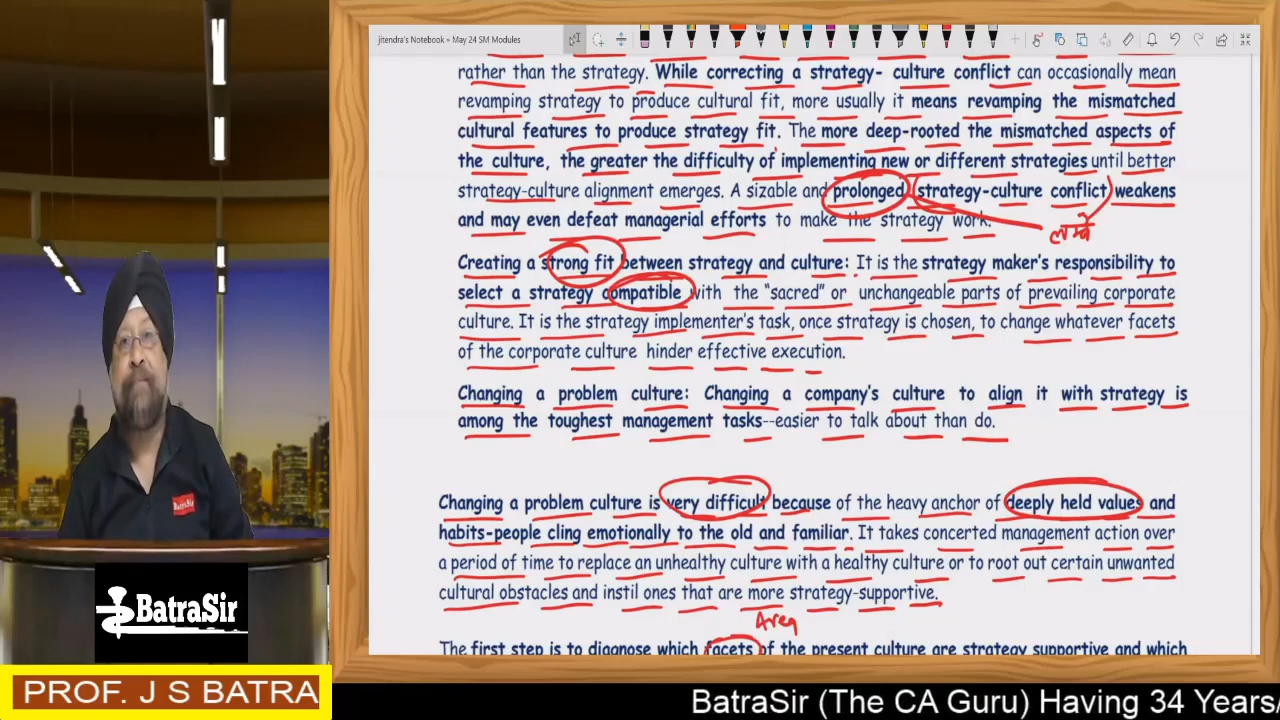 jitendra's Notebook » May 24 SM Modules
rather than the strategy. While correcting a strategy- culture conflict can occasionally mean
revamping strategy to produce cultural fit, more usually it means revamping the mismatched
cultural features to produce strategy fit. The more deep-rooted the mismatched aspects of
the culture, the greater the difficulty of implementing new or different strategies until better
strategy-culture alignment emerges. A sizable and prolonged strategy-culture conflict weakens
and may even defeat managerial efforts to make the strategy work.
Creating a strong fit between strategy and culture: It is the strategy maker's responsibility to
select a strategy compatible with the "sacred" or unchangeable parts of prevailing corporate
culture. It is the strategy implementer's task, once strategy is chosen, to change whatever facets
of the corporate culture hinder effective execution.
Changing a problem culture: Changing a company's culture to align it with strategy is
among the toughest management tasks--easier to talk about than do.
Changing a problem culture is very difficult because of the heavy anchor of deeply held values and
habits-people cling emotionally to the old and familiar. It takes concerted management action over
a period of time to replace an unhealthy culture with a healthy culture or to root out certain unwanted
cultural obstacles and instil ones that are more strategy-supportive.
Area
The first step is to diagnose which facets of the present culture are strategy supportive and which
BatraSir
BatraSir
PROF. J S BATRA
BatraSir (The CA Guru) Having 34 Years